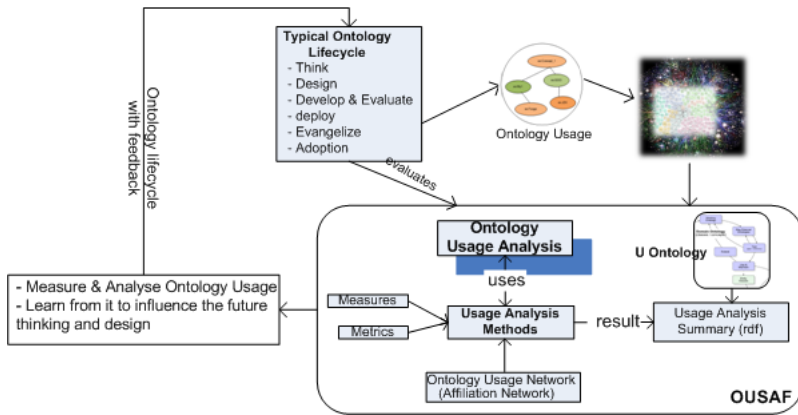 Typical Ontology
Lifecycle
- Think
- Design
- Develop & Evaluate
- deploy
- Evangelize
- Adoption
Ontology Usage
Ontology lifecycle
with feedback
evaluates
Ontology
Usage Analysis
U Ontology
uses
- Measure & Analyse Ontology Usage
- Learn from it to influence the future
thinking and design
Measures
Metrics
Usage Analysis
Methods
result
Usage Analysis
Summary (rdf)
Ontology Usage Network
(Affiliation Network)
OUSAF